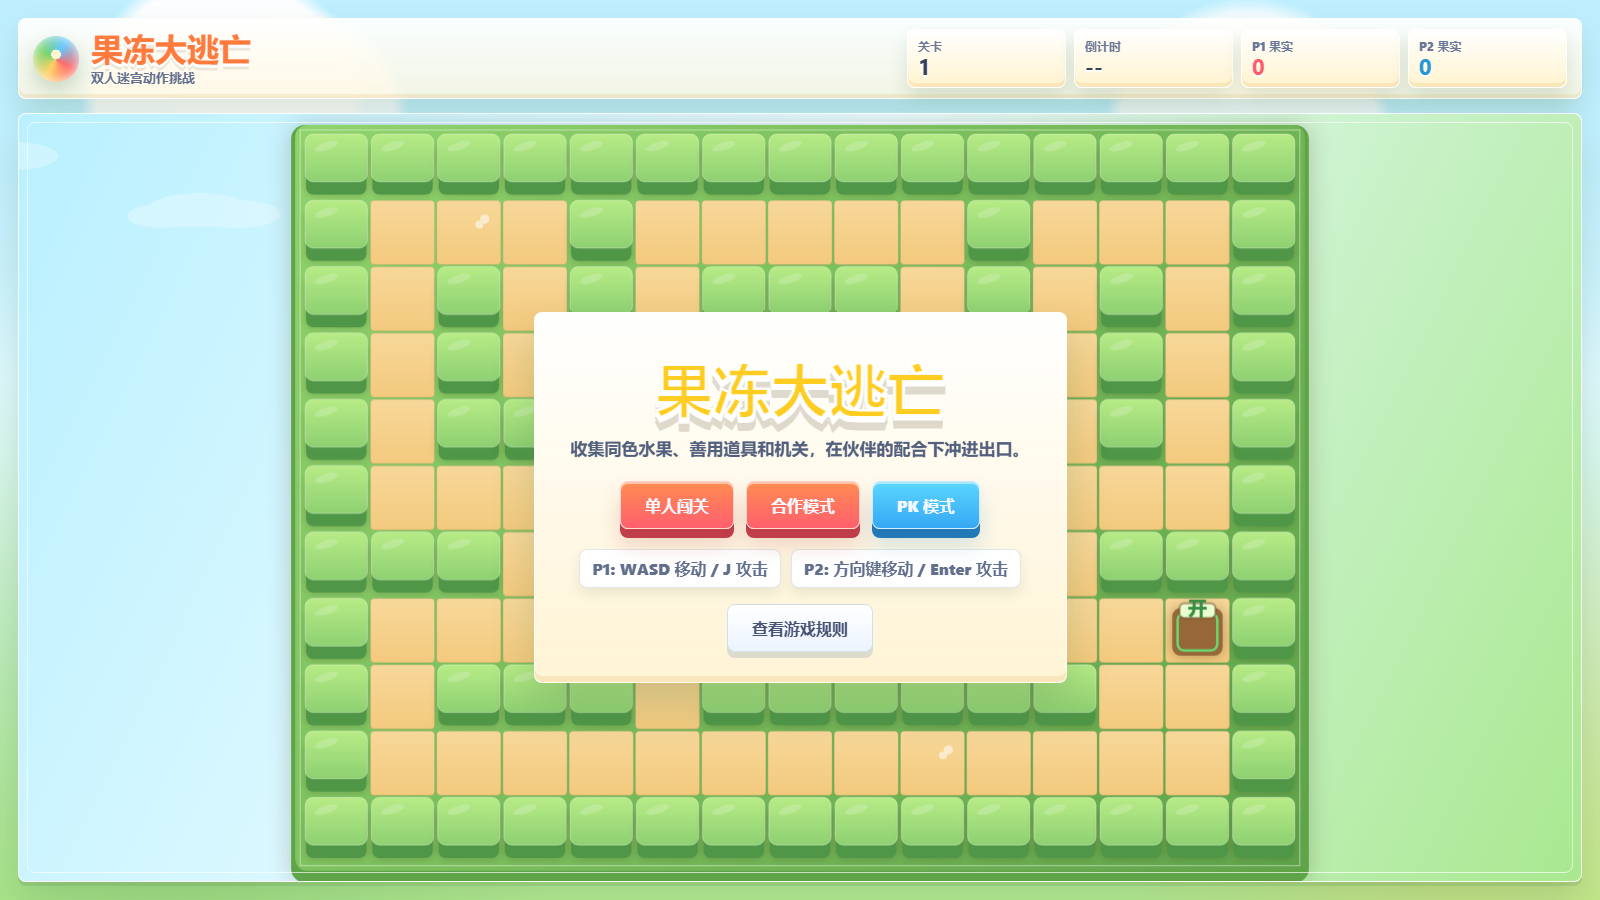 果冻大逃亡
双人迷宫动作挑战
关卡
1
倒计时
--
P1 果实
0
P2 果实
0
果冻大逃亡
收集同色水果、善用道具和机关，在伙伴的配合下冲进出口。
单人闯关
合作模式
PK 模式
P1: WASD 移动 / J 攻击
P2: 方向键移动 / Enter 攻击
查看游戏规则
开